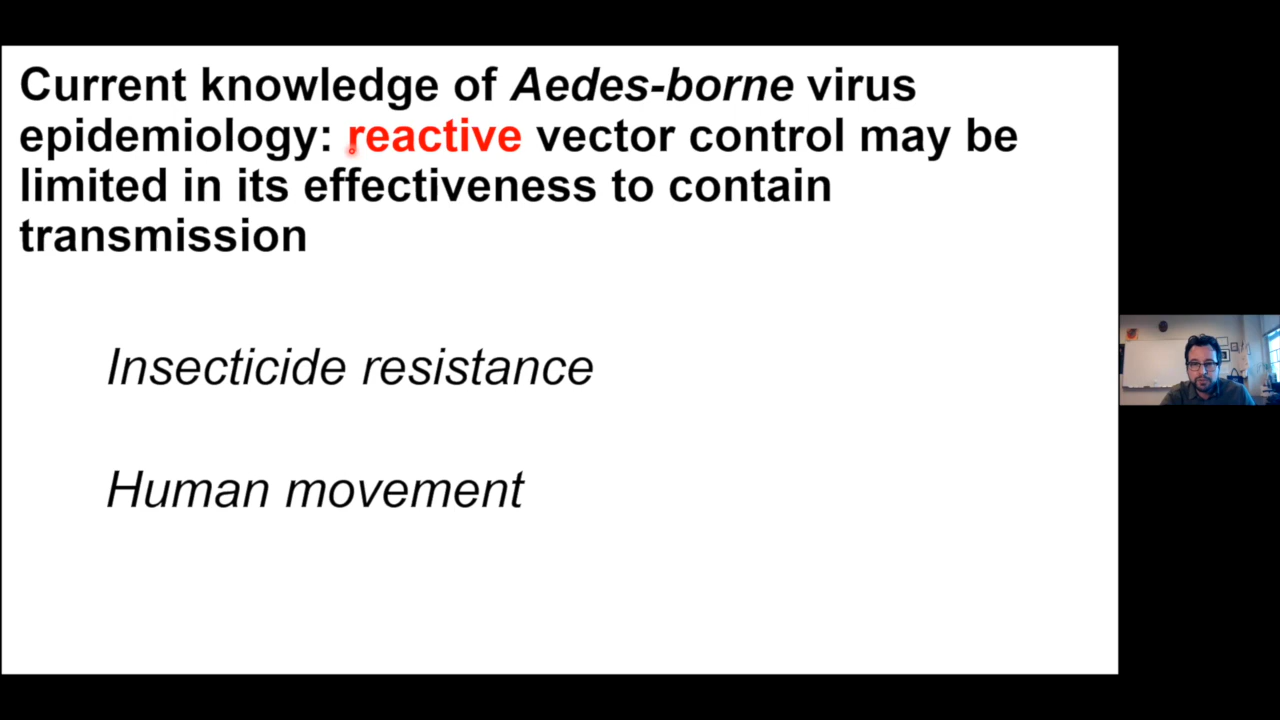 Current knowledge of Aedes-borne virus
epidemiology: reactive vector control may be
limited in its effectiveness to contain
transmission
Insecticide resistance
Human movement